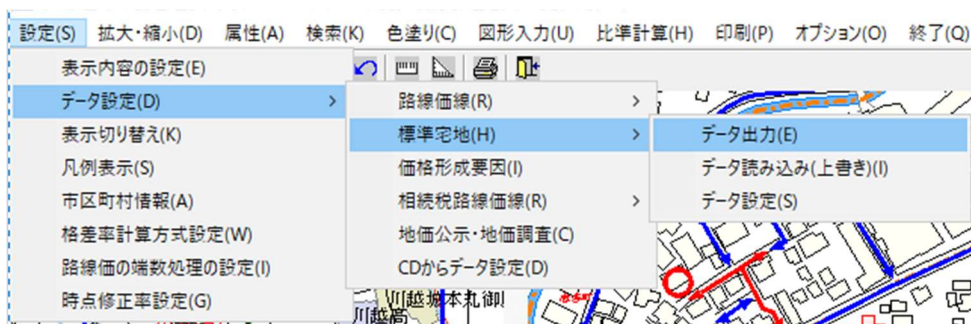 設定(S) 拡大・縮小(D) 属性(A) 検索(K) 色塗り(C) 図形入力(U) 比準計算(H) 印刷(P) オプション(O) 終了(Q)
表示内容の設定(E)
データ設定(D) >
表示切り替え(K)
凡例表示(S)
市区町村情報(A)
格差率計算方式設定(W)
路線価の端数処理の設定(I)
時点修正率設定(G)
路線価線(R) >
標準宅地(H) >
価格形成要因(I)
相続税路線価線(R) >
地価公示・地価調査(C)
CDからデータ設定(D)
データ出力(E)
データ読み込み(上書き)(I)
データ設定(S)
川越城本丸御
川越高